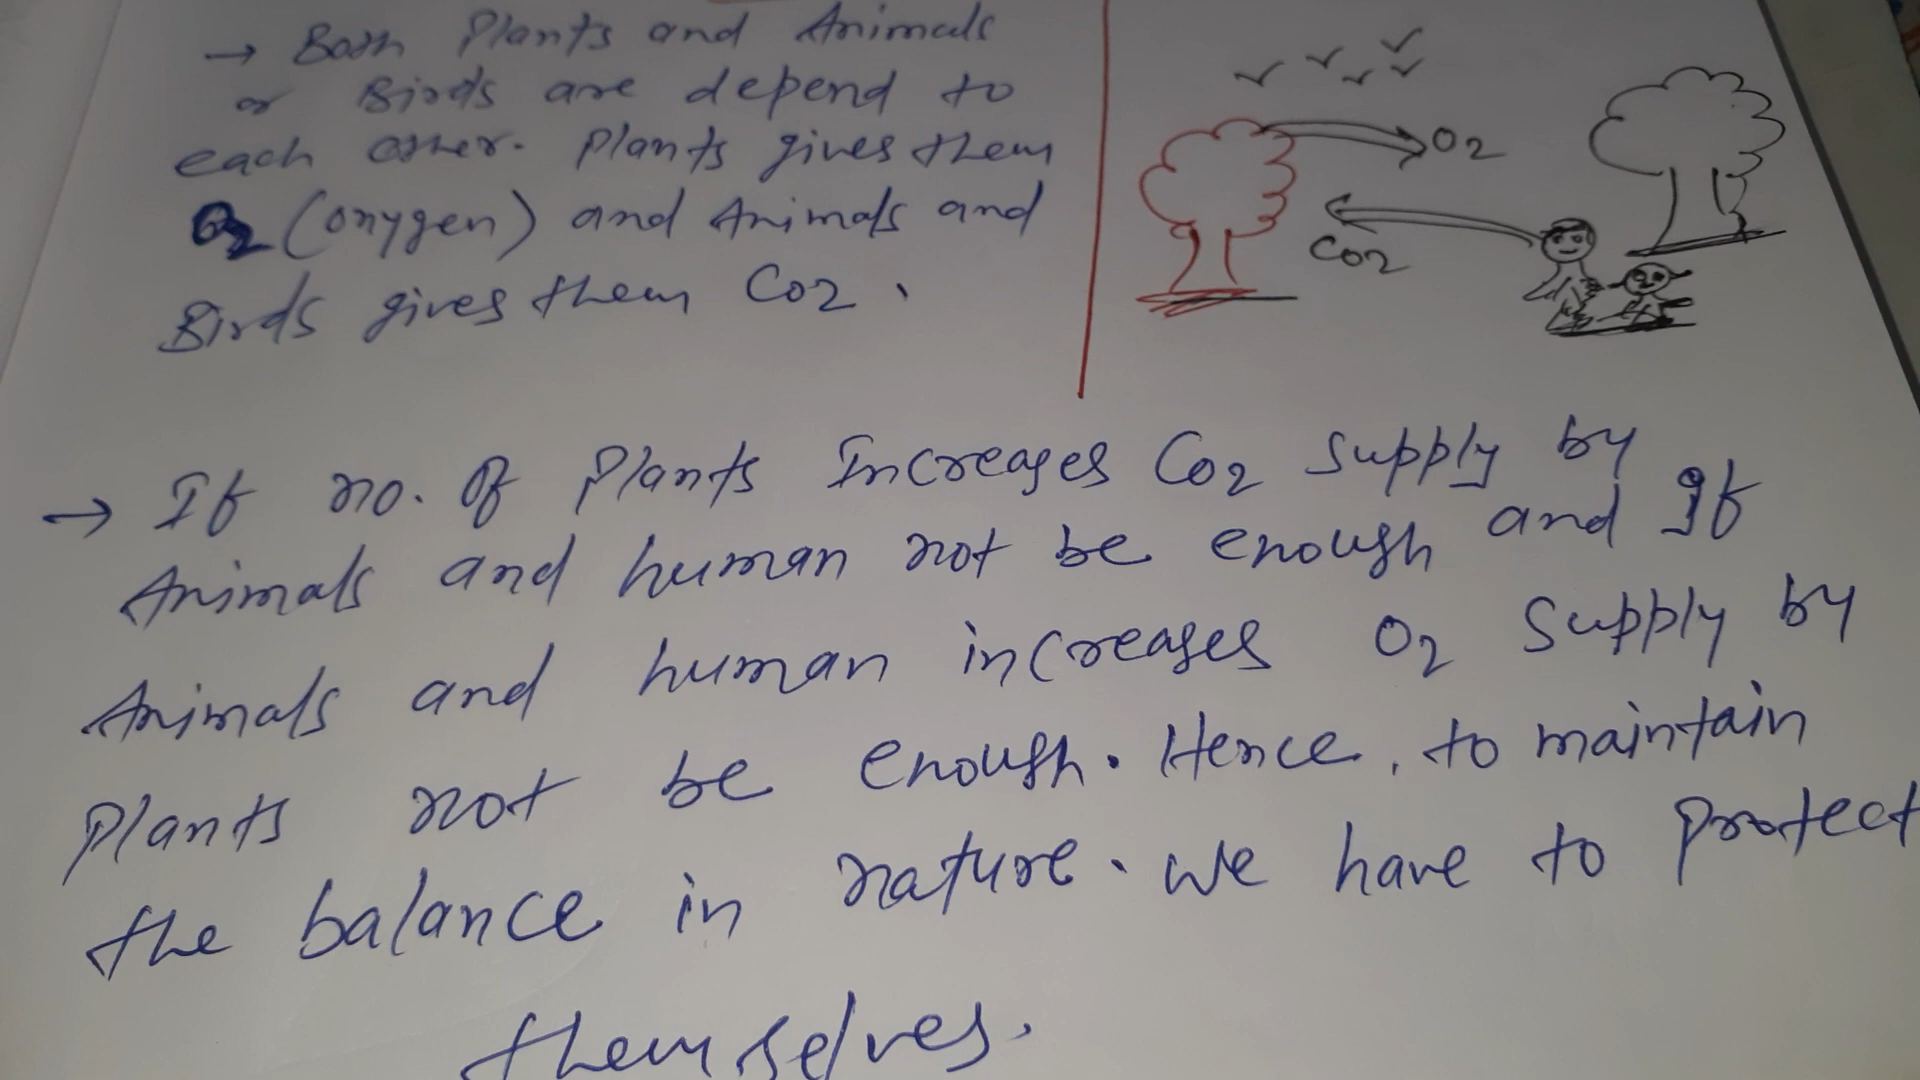 → Both Plants and Animals
or Birds are depend to
each other. Plants gives them
O2 (oxygen) and Animals and
Birds gives them Co2.
O2
Co2
→ If no. of Plants Increases Co2 Supply by
Animals and human not be enough and If
Animals and human increases O2 Supply by
Plants not be enough. Hence, to maintain
the balance in nature. We have to Protect
themselves.